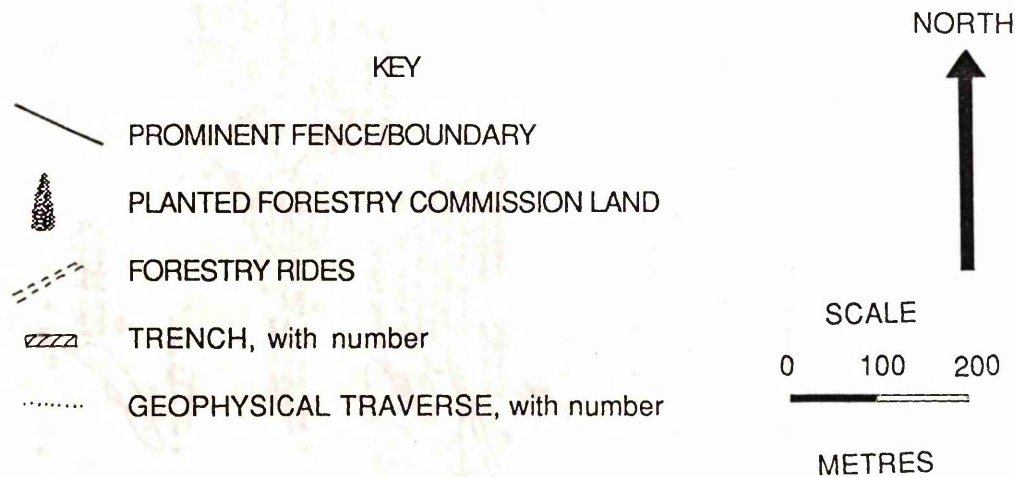 NORTH
KEY
PROMINENT FENCE/BOUNDARY
PLANTED FORESTRY COMMISSION LAND
FORESTRY RIDES
TRENCH, with number
GEOPHYSICAL TRAVERSE, with number
SCALE
0 100 200
METRES